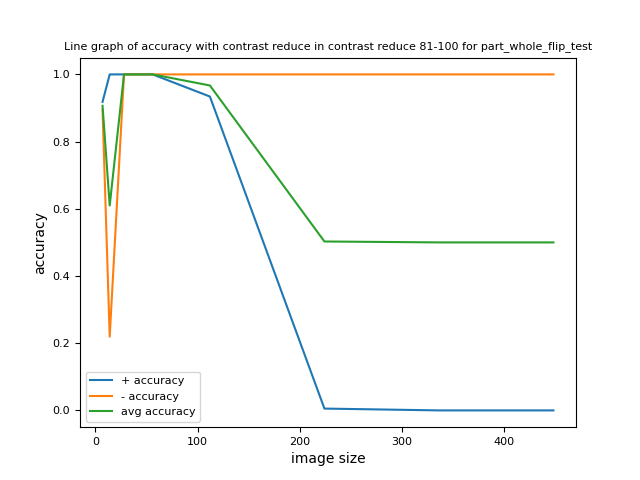 Line graph of accuracy with contrast reduce in contrast reduce 81-100 for part_whole_flip_test
1.0
0.8
0.6
0.4
0.2
0.0
accuracy
+ accuracy
- accuracy
avg accuracy
0 100 200 300 400
image size